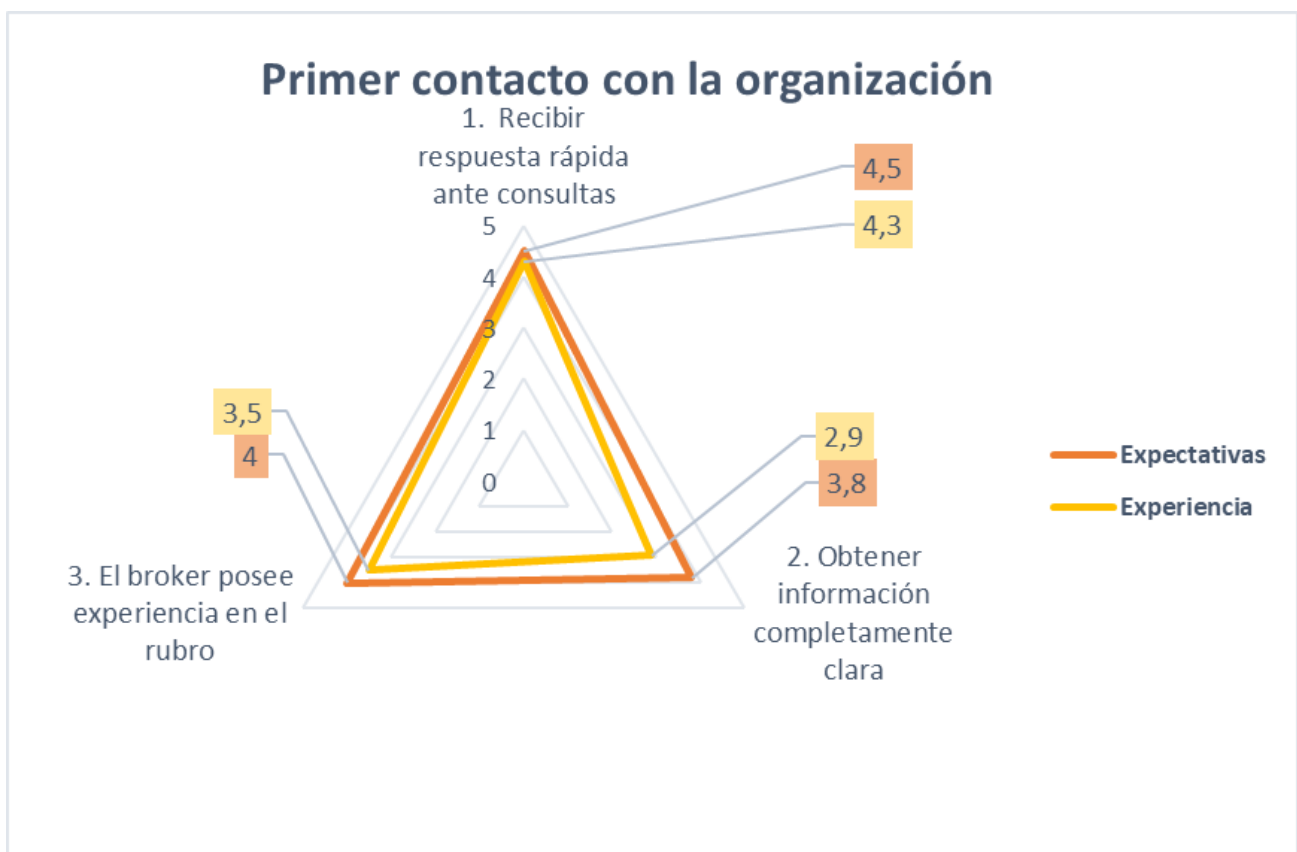 Primer contacto con la organización
1. Recibir
respuesta rápida
ante consultas
4,5
4,3
5
4
3
2
1
0
3,5
4
2,9
3,8
Expectativas
Experiencia
3. El broker posee
experiencia en el
rubro
2. Obtener
información
completamente
clara